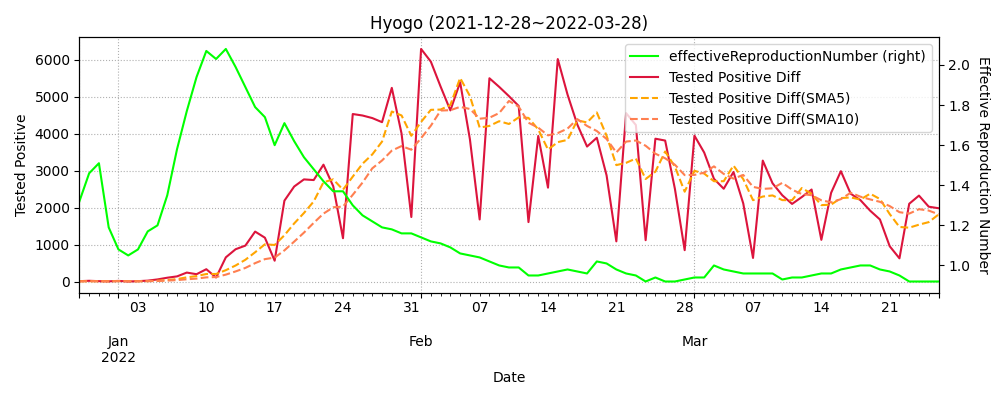 Hyogo (2021-12-28~2022-03-28)
effectiveReproductionNumber (right)
Tested Positive Diff
Tested Positive Diff(SMA5)
Tested Positive Diff(SMA10)
Tested Positive
6000
5000
4000
3000
2000
1000
0
Effective Reproduction Number
2.0
1.8
1.6
1.4
1.2
1.0
03 10 17 24 31 07 14 21 28 07 14 21
Jan Feb Mar
2022
Date